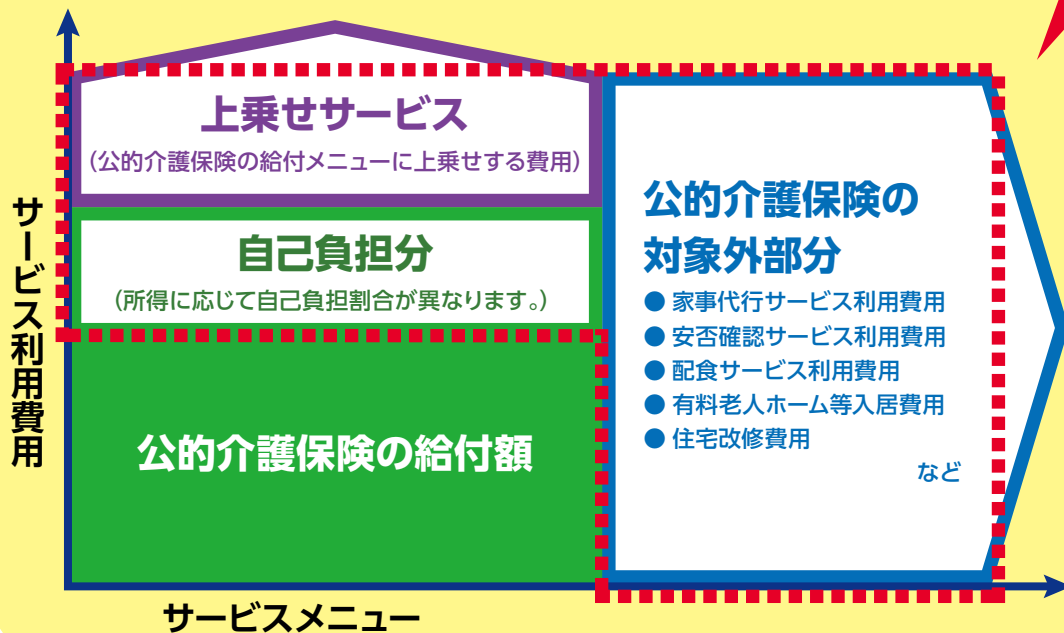 上乗せサービス
(公的介護保険の給付メニューに上乗せする費用)
自己負担分
(所得に応じて自己負担割合が異なります。)
公的介護保険の給付額
公的介護保険の
対象外部分
● 家事代行サービス利用費用
● 安否確認サービス利用費用
● 配食サービス利用費用
● 有料老人ホーム等入居費用
● 住宅改修費用
など
サービス利用費用
サービスメニュー